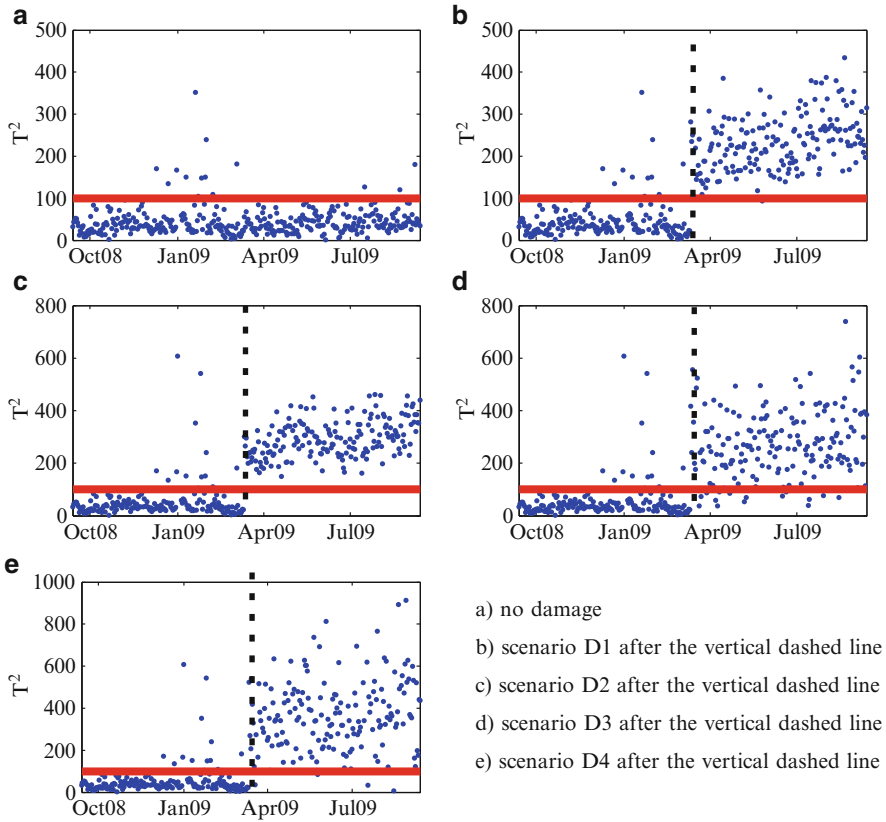 a
b
500
400
300
200
100
0
T²
Oct08 Jan09 Apr09 Jul09
500
400
300
200
100
0
T²
Oct08 Jan09 Apr09 Jul09
c
d
800
600
400
200
0
T²
Oct08 Jan09 Apr09 Jul09
800
600
400
200
0
T²
Oct08 Jan09 Apr09 Jul09
e
1000
800
600
400
200
0
T²
Oct08 Jan09 Apr09 Jul09
a) no damage
b) scenario D1 after the vertical dashed line
c) scenario D2 after the vertical dashed line
d) scenario D3 after the vertical dashed line
e) scenario D4 after the vertical dashed line